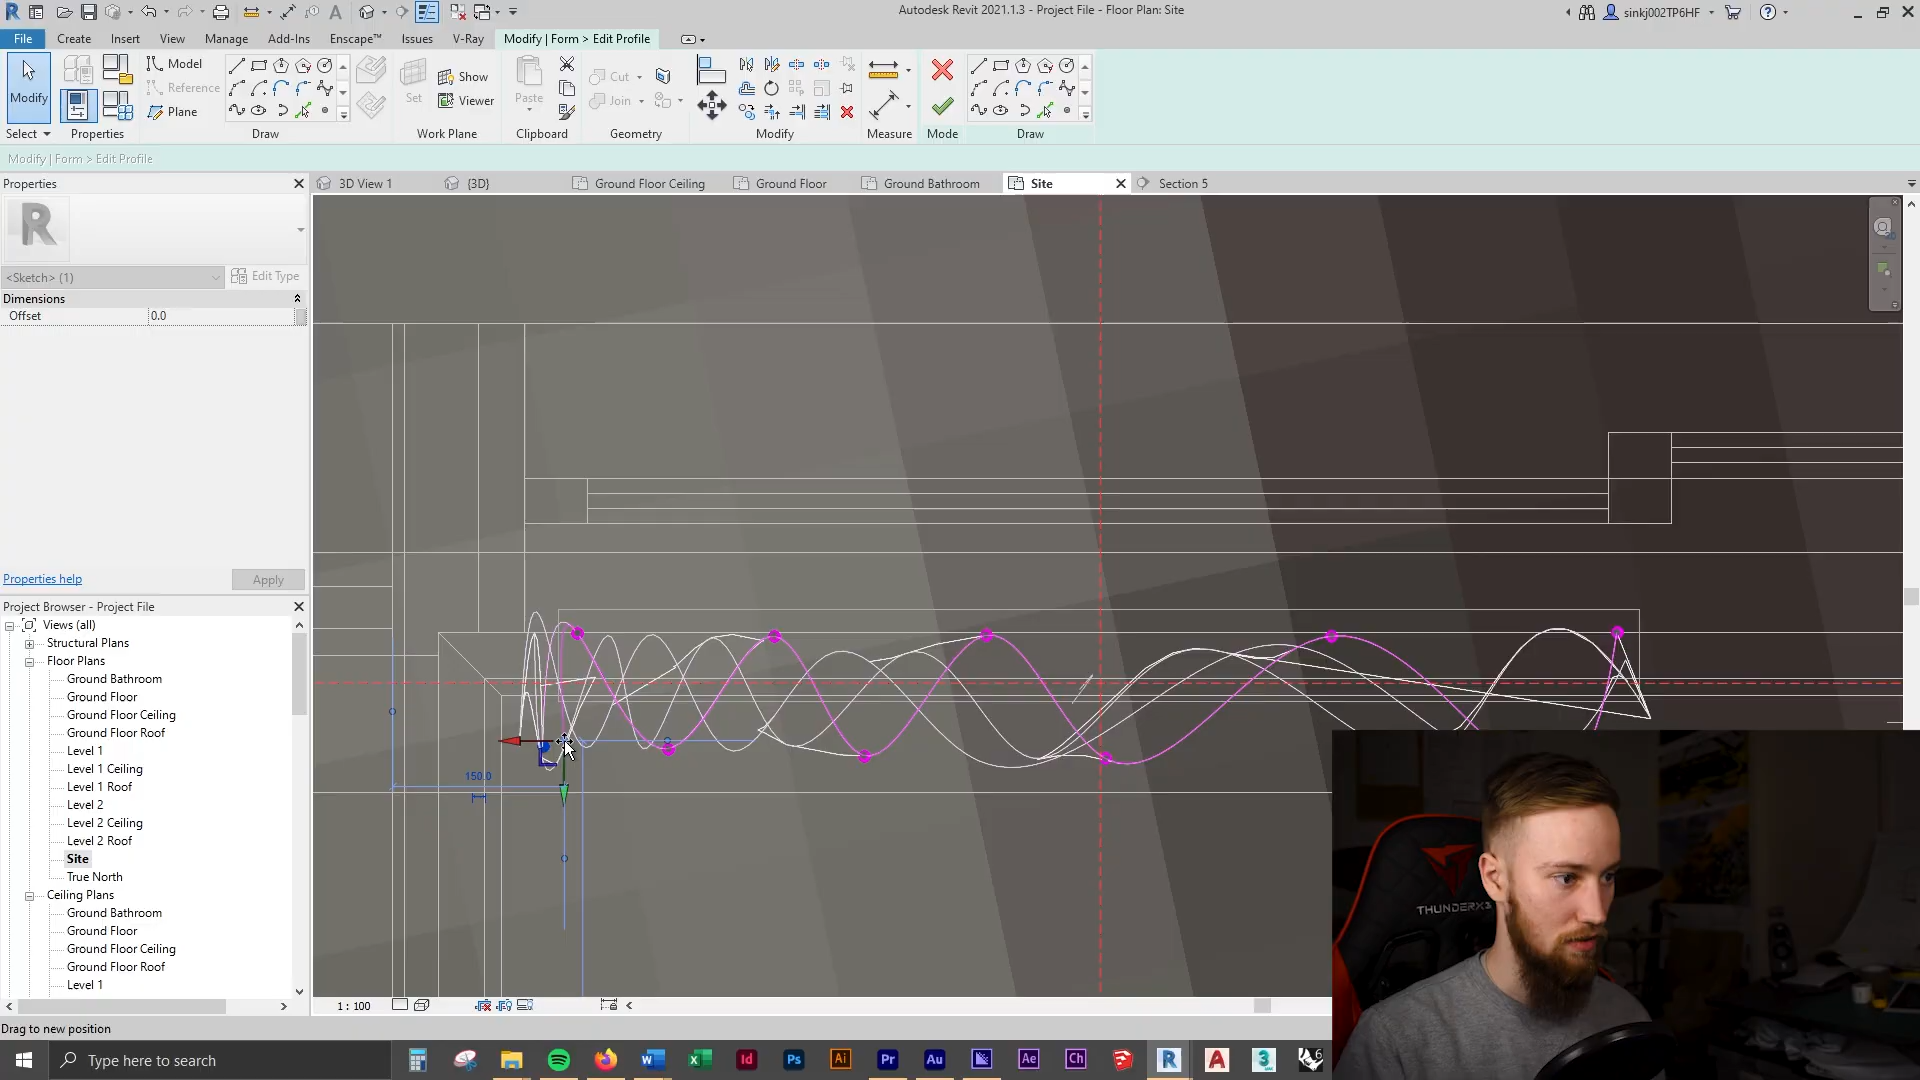 Autodesk Revit 2021.1.3 - Project File - Floor Plan: Site
sinkj002TP6HF
File
Create
Insert
View
Manage
Add-Ins
Enscape™
Issues
V-Ray
Modify | Form > Edit Profile
Modify
Model
Reference
Plane
Set
Show
Viewer
Paste
Cut
Join
Select
Properties
Draw
Work Plane
Clipboard
Geometry
Modify
Measure
Mode
Draw
Modify | Form > Edit Profile
Properties
3D View 1
{3D}
Ground Floor Ceiling
Ground Floor
Ground Bathroom
Site
Section 5
<Sketch> (1)
Edit Type
Dimensions
Offset
0.0
Properties help
Apply
Project Browser - Project File
Views (all)
Structural Plans
Floor Plans
Ground Bathroom
Ground Floor
Ground Floor Ceiling
Ground Floor Roof
Level 1
Level 1 Ceiling
Level 1 Roof
Level 2
Level 2 Ceiling
Level 2 Roof
Site
True North
Ceiling Plans
Ground Bathroom
Ground Floor
Ground Floor Ceiling
Ground Floor Roof
Level 1
150.0
THUNDERX3
1 : 100
Drag to new position
Type here to search